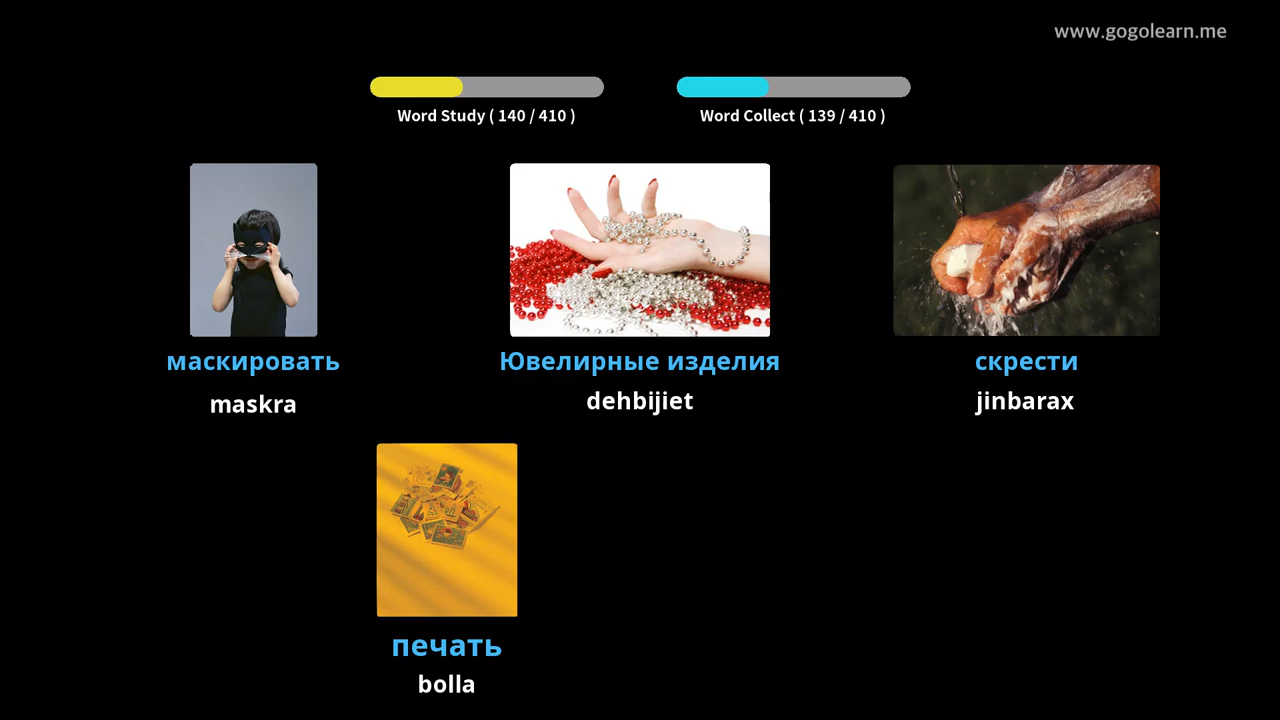 www.gogolearn.me
Word Study ( 140 / 410 )
Word Collect ( 139 / 410 )
маскировать
maskra
Ювелирные изделия
dehbijiet
скрести
jinbarax
печать
bolla